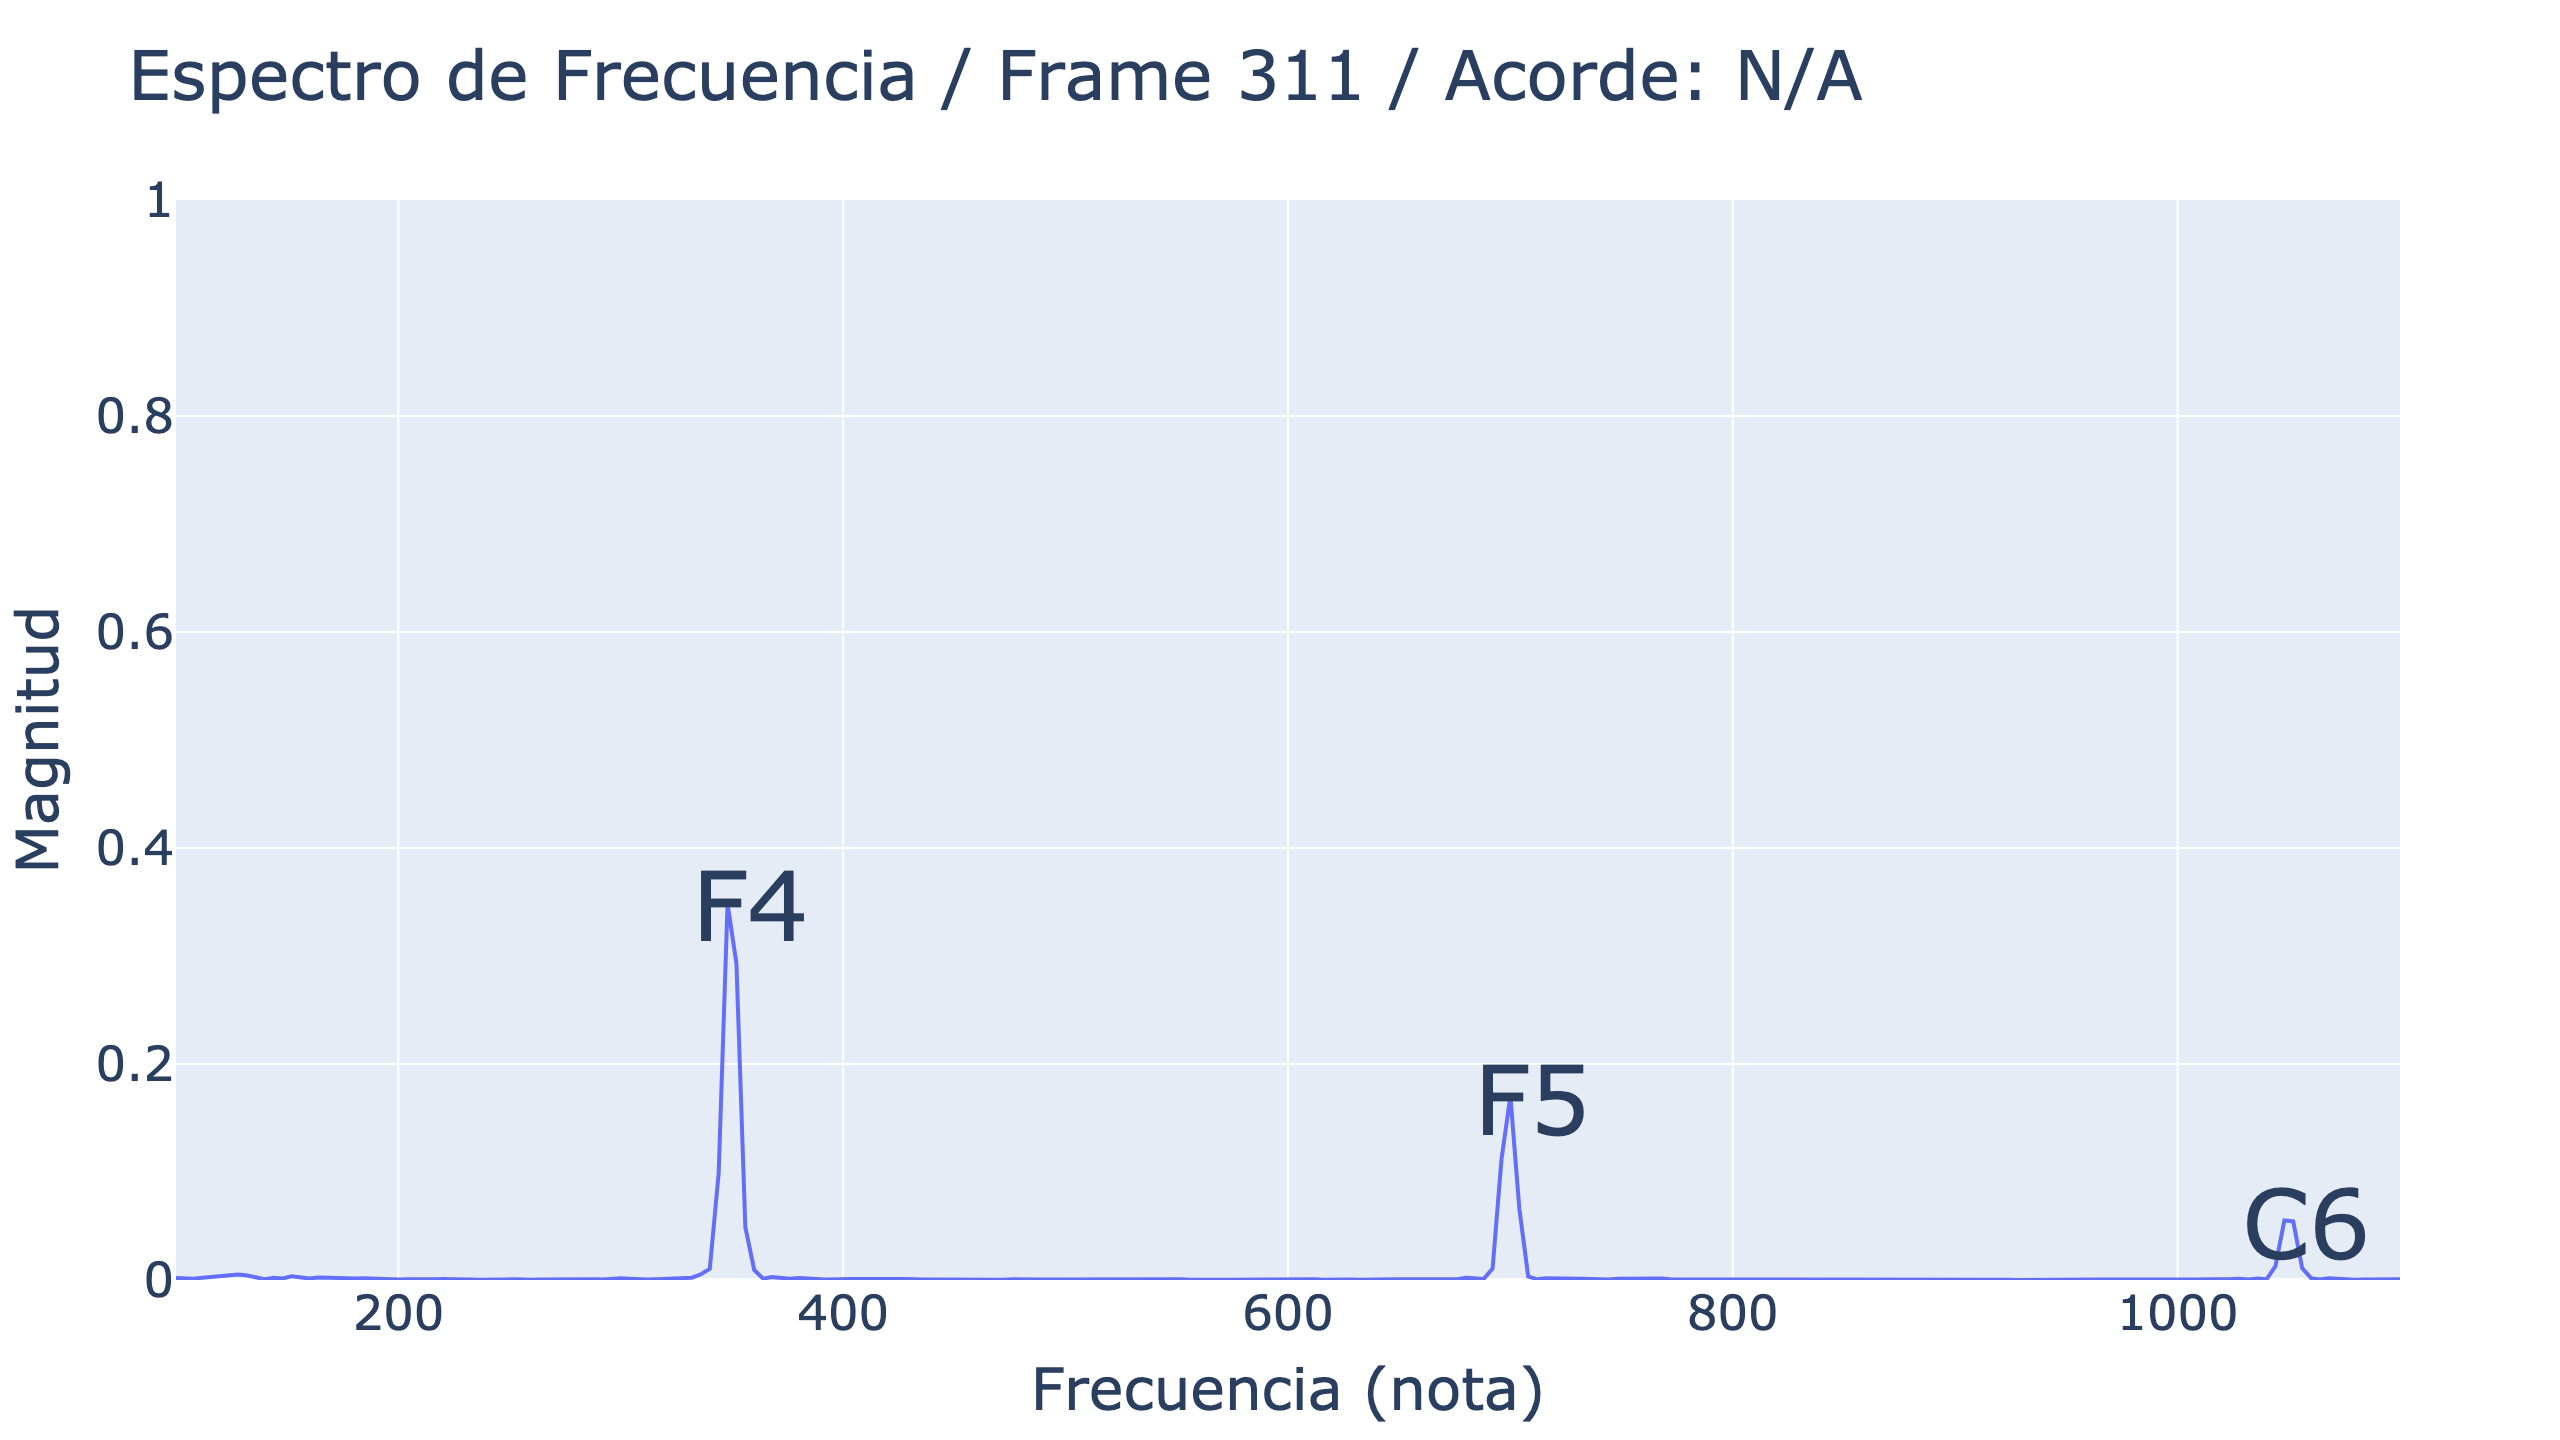 Espectro de Frecuencia / Frame 311 / Acorde: N/A
1
0.8
0.6
0.4
0.2
0
Magnitud
F4
F5
C6
200 400 600 800 1000
Frecuencia (nota)